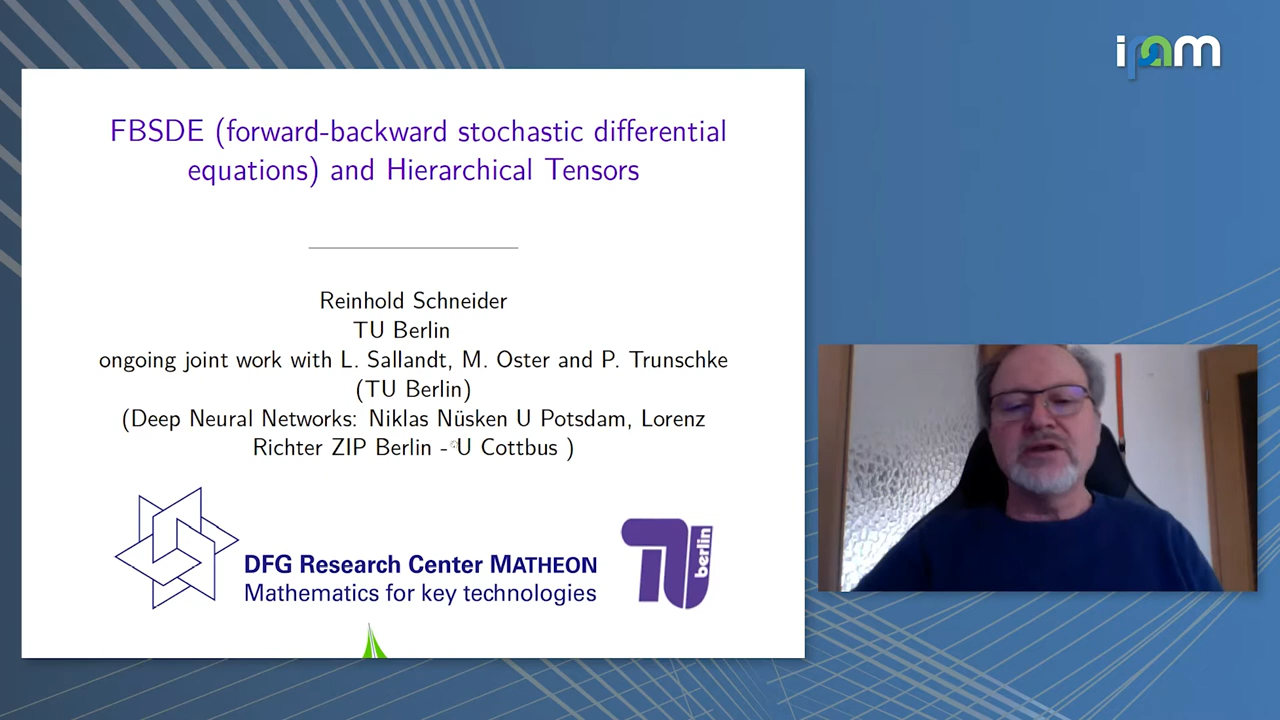 ipam
FBSDE (forward-backward stochastic differential
equations) and Hierarchical Tensors
Reinhold Schneider
TU Berlin
ongoing joint work with L. Sallandt, M. Oster and P. Trunschke
(TU Berlin)
(Deep Neural Networks: Niklas Nüsken U Potsdam, Lorenz
Richter ZIP Berlin - U Cottbus )
DFG Research Center MATHEON
Mathematics for key technologies
TU berlin